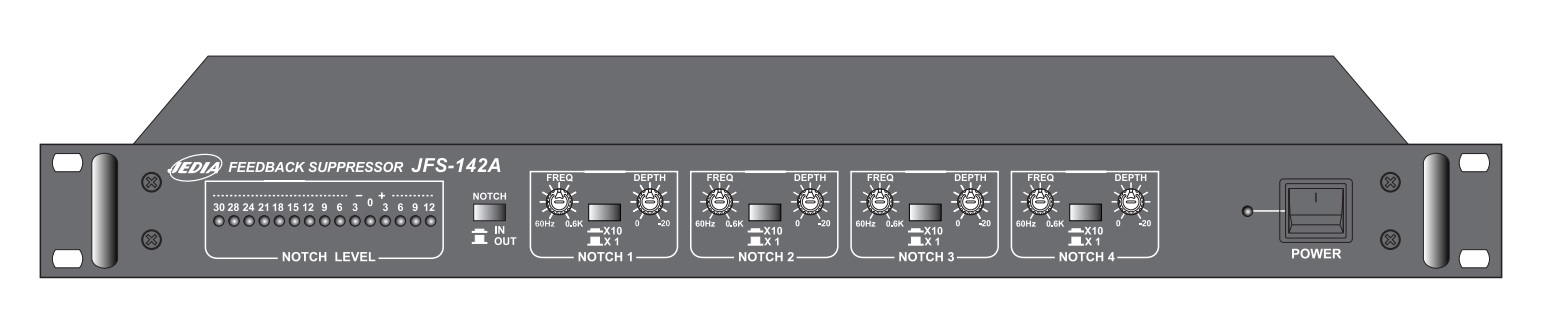 JEDIA FEEDBACK SUPPRESSOR JFS-142A
− +
30 28 24 21 18 15 12 9 6 3 0 3 6 9 12
NOTCH LEVEL
NOTCH
IN
OUT
FREQ DEPTH
60Hz 0.6K 0 -20
X10
X 1
NOTCH 1
FREQ DEPTH
60Hz 0.6K 0 -20
X10
X 1
NOTCH 2
FREQ DEPTH
60Hz 0.6K 0 -20
X10
X 1
NOTCH 3
FREQ DEPTH
60Hz 0.6K 0 -20
X10
X 1
NOTCH 4
I
POWER